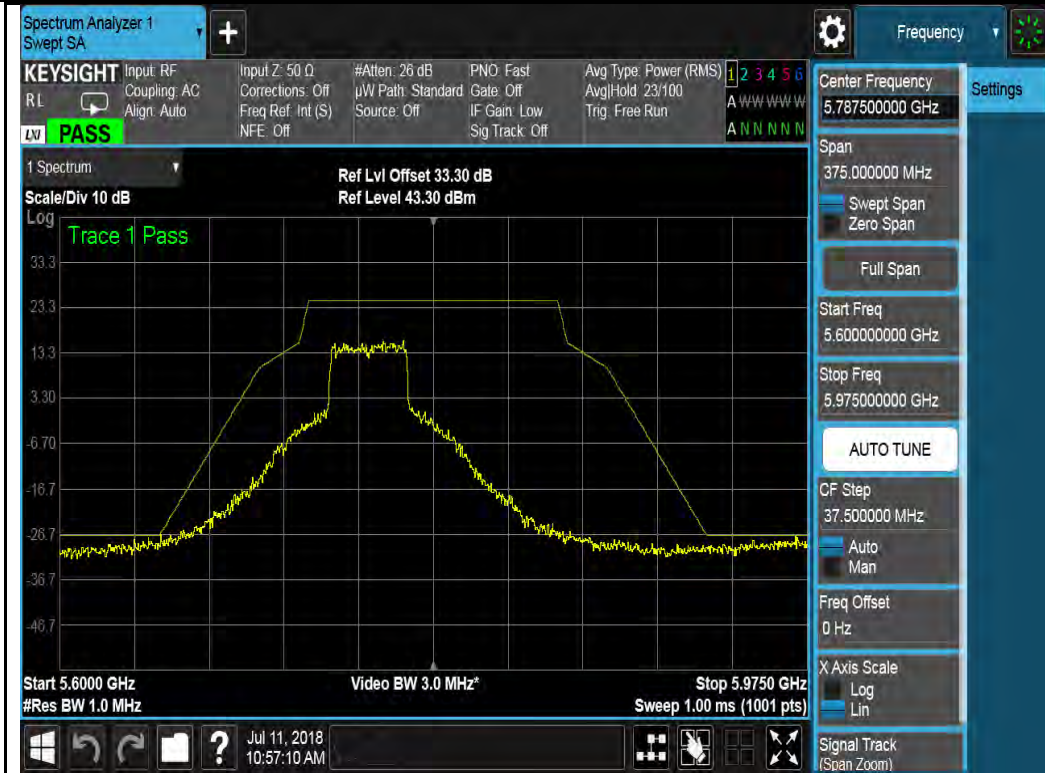 Spectrum Analyzer 1
Swept SA
+
Frequency
KEYSIGHT
RL
LXI PASS
Input: RF
Coupling: AC
Align: Auto
Input Z: 50 Ω
Corrections: Off
Freq Ref: Int (S)
NFE: Off
#Atten: 26 dB
µW Path: Standard
Source: Off
PNO: Fast
Gate: Off
IF Gain: Low
Sig Track: Off
Avg Type: Power (RMS)
Avg|Hold: 23/100
Trig: Free Run
1 2 3 4 5 6
A W W W W W
A N N N N N
1 Spectrum
Scale/Div 10 dB
Ref Lvl Offset 33.30 dB
Ref Level 43.30 dBm
Log
Trace 1 Pass
33.3
23.3
13.3
3.30
-6.70
-16.7
-26.7
-36.7
-46.7
Start 5.6000 GHz
#Res BW 1.0 MHz
Video BW 3.0 MHz*
Stop 5.9750 GHz
Sweep 1.00 ms (1001 pts)
?
Jul 11, 2018
10:57:10 AM
Center Frequency
5.787500000 GHz
Settings
Span
375.000000 MHz
Swept Span
Zero Span
Full Span
Start Freq
5.600000000 GHz
Stop Freq
5.975000000 GHz
AUTO TUNE
CF Step
37.500000 MHz
Auto
Man
Freq Offset
0 Hz
X Axis Scale
Log
Lin
Signal Track
(Span Zoom)